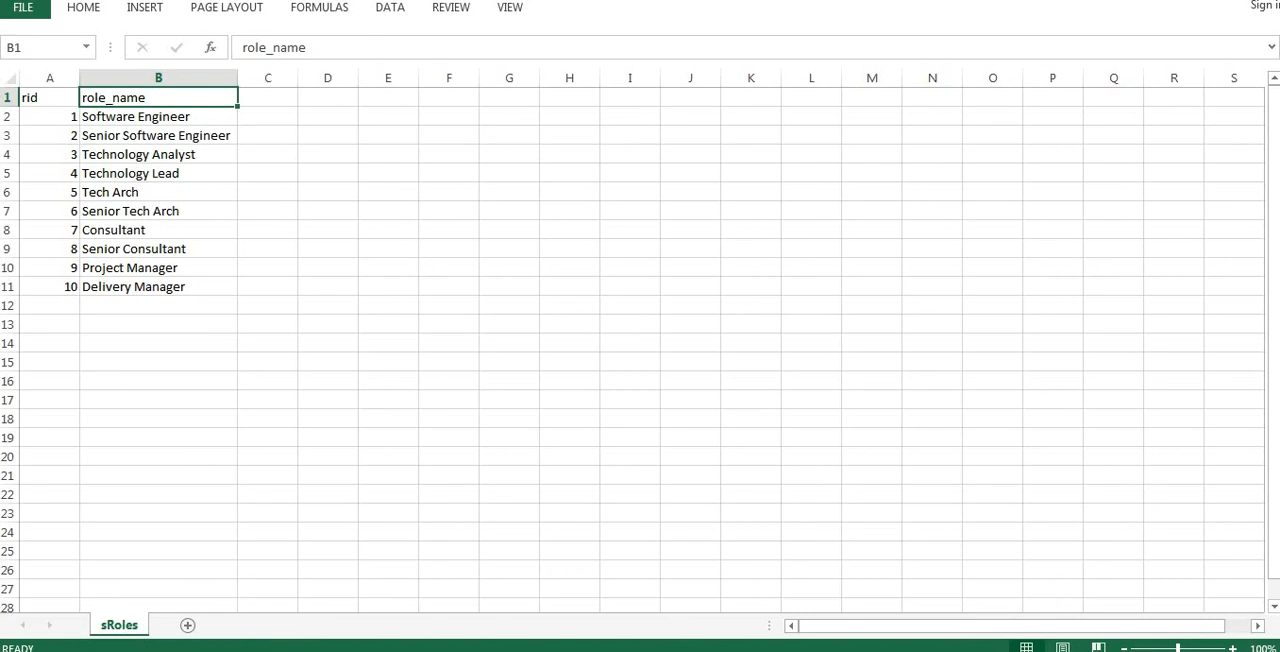 Sign i
FILE HOME INSERT PAGE LAYOUT FORMULAS DATA REVIEW VIEW
B1 fx role_name
A B C D E F G H I J K L M N O P Q R S
1 rid role_name
2 1 Software Engineer
3 2 Senior Software Engineer
4 3 Technology Analyst
5 4 Technology Lead
6 5 Tech Arch
7 6 Senior Tech Arch
8 7 Consultant
9 8 Senior Consultant
10 9 Project Manager
11 10 Delivery Manager
12
13
14
15
16
17
18
19
20
21
22
23
24
25
26
27
28
sRoles
READY 100%